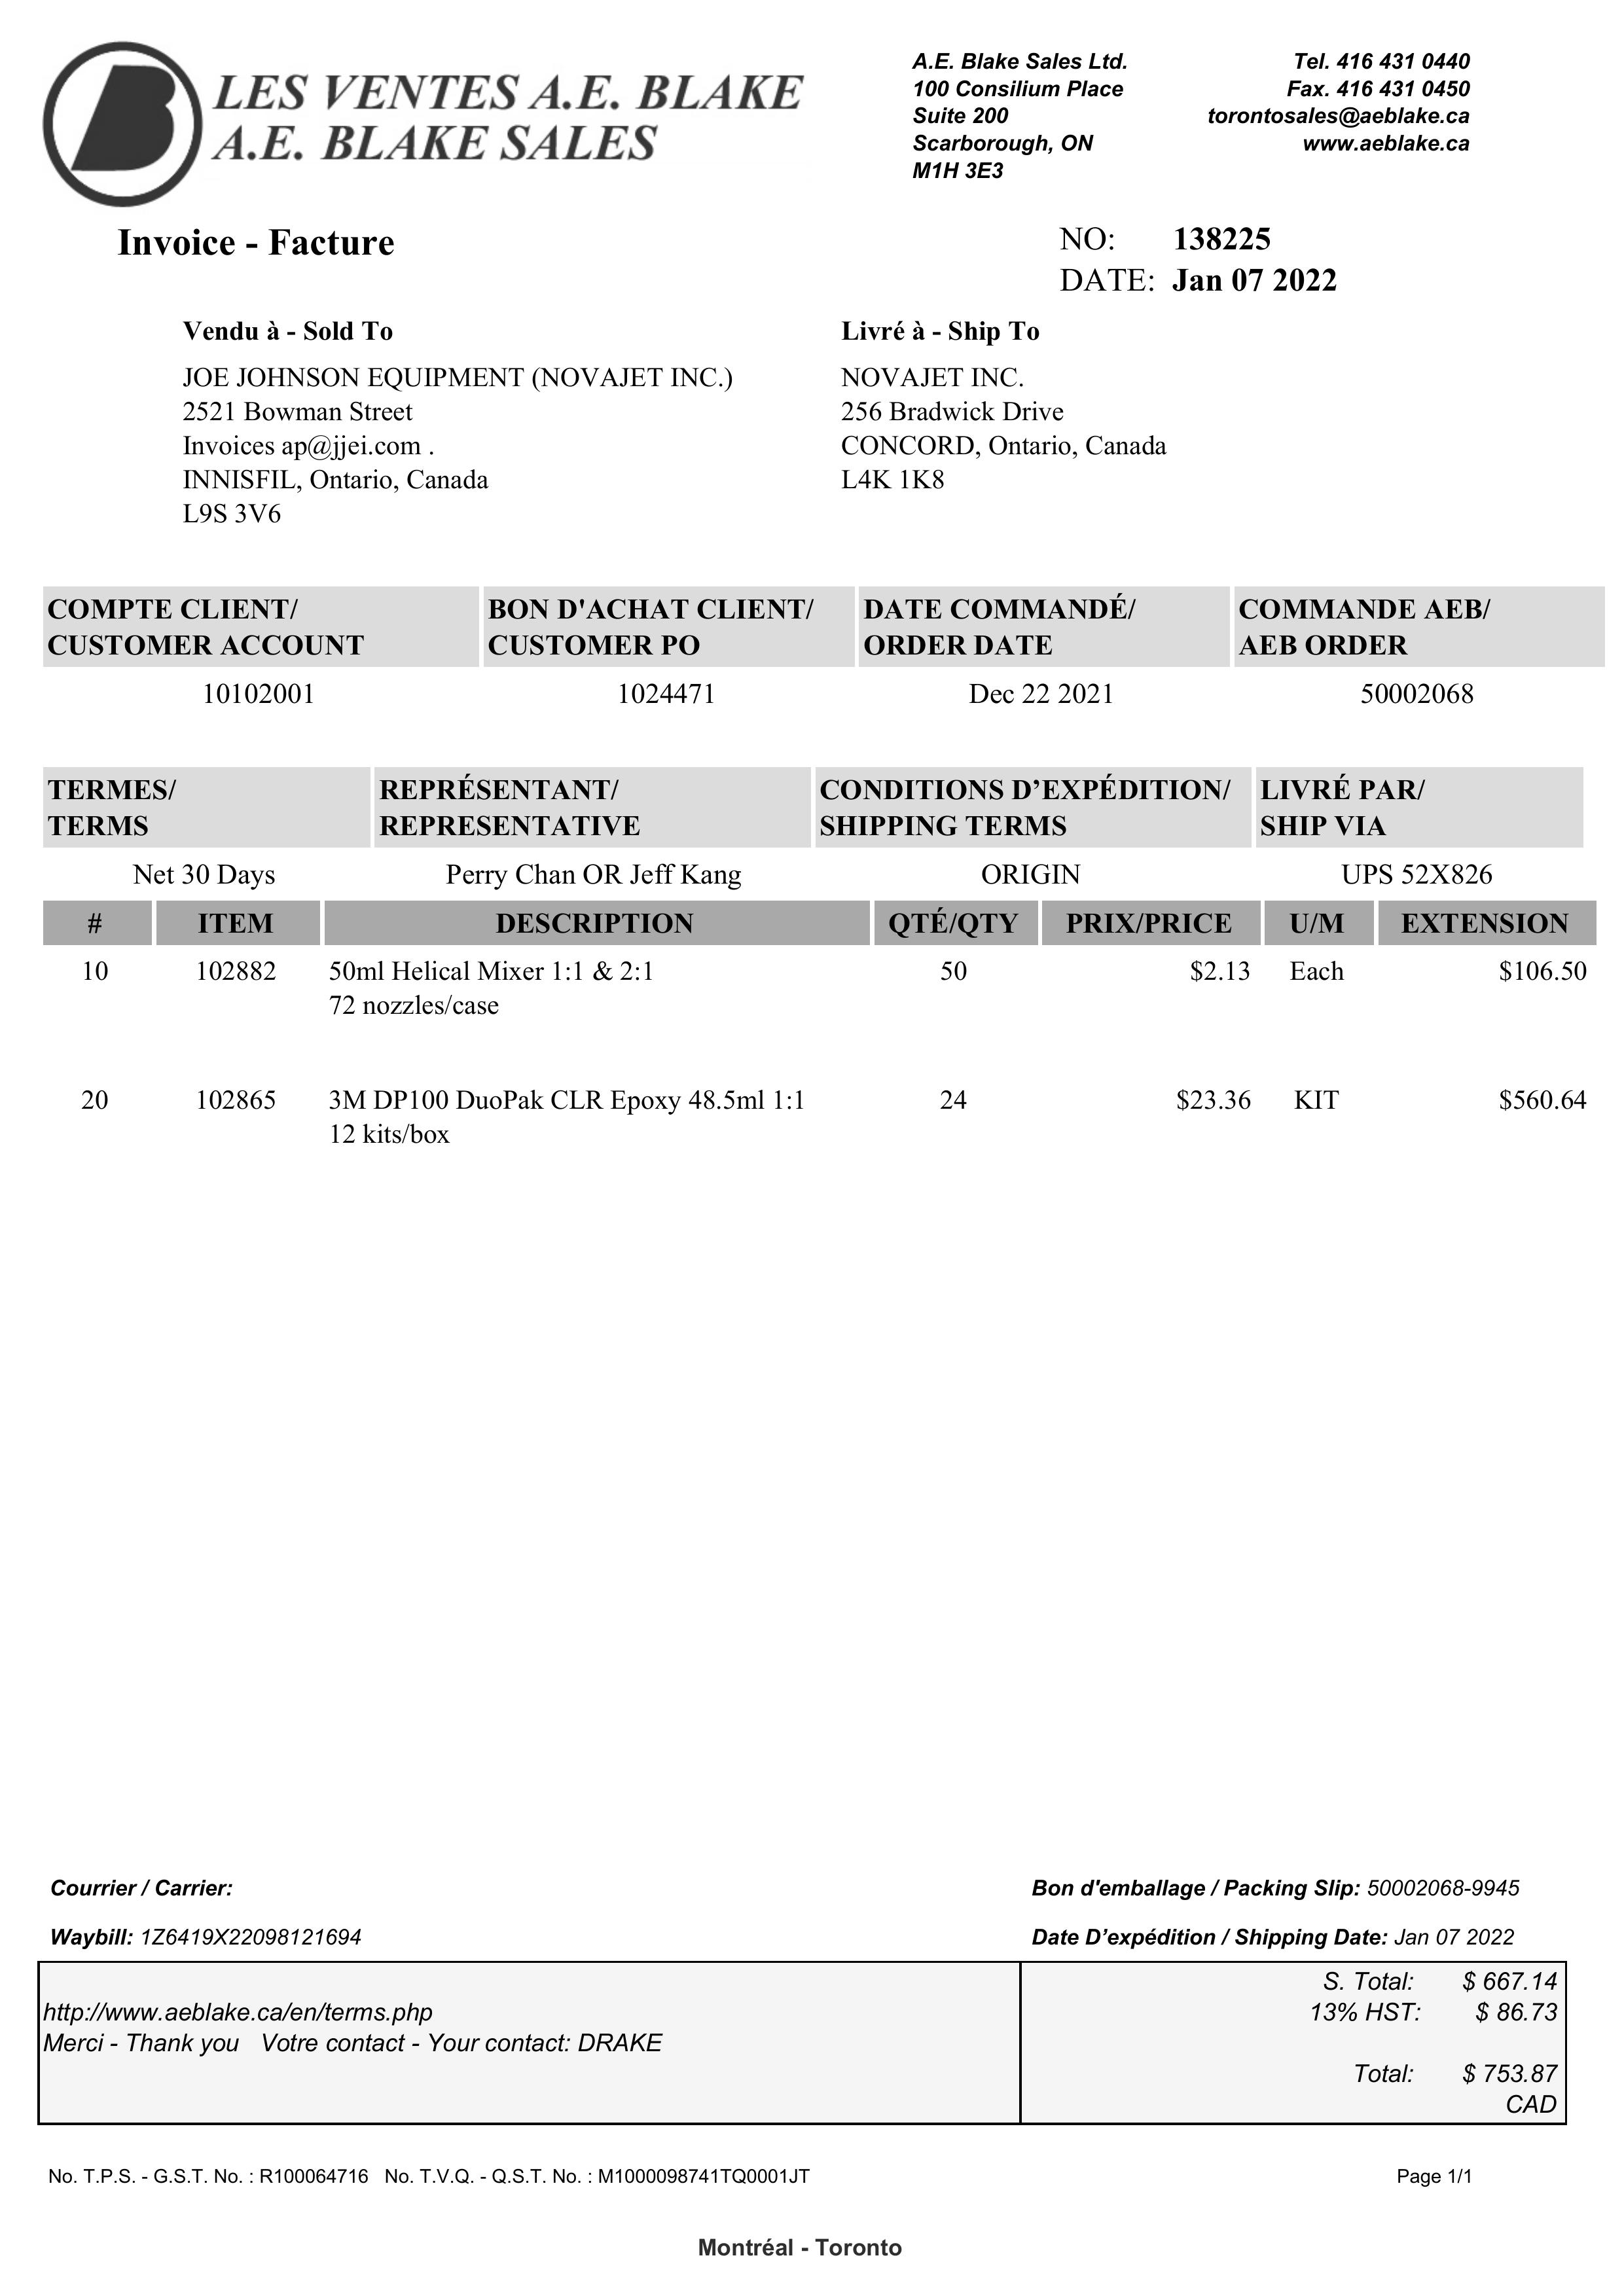 LES VENTES A.E. BLAKE
A.E. BLAKE SALES
A.E. Blake Sales Ltd.
100 Consilium Place
Suite 200
Scarborough, ON
M1H 3E3
Tel. 416 431 0440
Fax. 416 431 0450
torontosales@aeblake.ca
www.aeblake.ca
Invoice - Facture
NO: 138225
DATE: Jan 07 2022
Vendu à - Sold To
JOE JOHNSON EQUIPMENT (NOVAJET INC.)
2521 Bowman Street
Invoices ap@jjei.com .
INNISFIL, Ontario, Canada
L9S 3V6
Livré à - Ship To
NOVAJET INC.
256 Bradwick Drive
CONCORD, Ontario, Canada
L4K 1K8
COMPTE CLIENT/ BON D'ACHAT CLIENT/ DATE COMMANDÉ/ COMMANDE AEB/
CUSTOMER ACCOUNT CUSTOMER PO ORDER DATE AEB ORDER
10102001 1024471 Dec 22 2021 50002068
TERMES/ REPRÉSENTANT/ CONDITIONS D’EXPÉDITION/ LIVRÉ PAR/
TERMS REPRESENTATIVE SHIPPING TERMS SHIP VIA
Net 30 Days Perry Chan OR Jeff Kang ORIGIN UPS 52X826
# ITEM DESCRIPTION QTÉ/QTY PRIX/PRICE U/M EXTENSION
10 102882 50ml Helical Mixer 1:1 & 2:1 50 $2.13 Each $106.50
72 nozzles/case
20 102865 3M DP100 DuoPak CLR Epoxy 48.5ml 1:1 24 $23.36 KIT $560.64
12 kits/box
Courrier / Carrier: Bon d'emballage / Packing Slip: 50002068-9945
Waybill: 1Z6419X22098121694 Date D’expédition / Shipping Date: Jan 07 2022
http://www.aeblake.ca/en/terms.php
Merci - Thank you Votre contact - Your contact: DRAKE
S. Total: $ 667.14
13% HST: $ 86.73
Total: $ 753.87
CAD
No. T.P.S. - G.S.T. No. : R100064716 No. T.V.Q. - Q.S.T. No. : M1000098741TQ0001JT Page 1/1
Montréal - Toronto